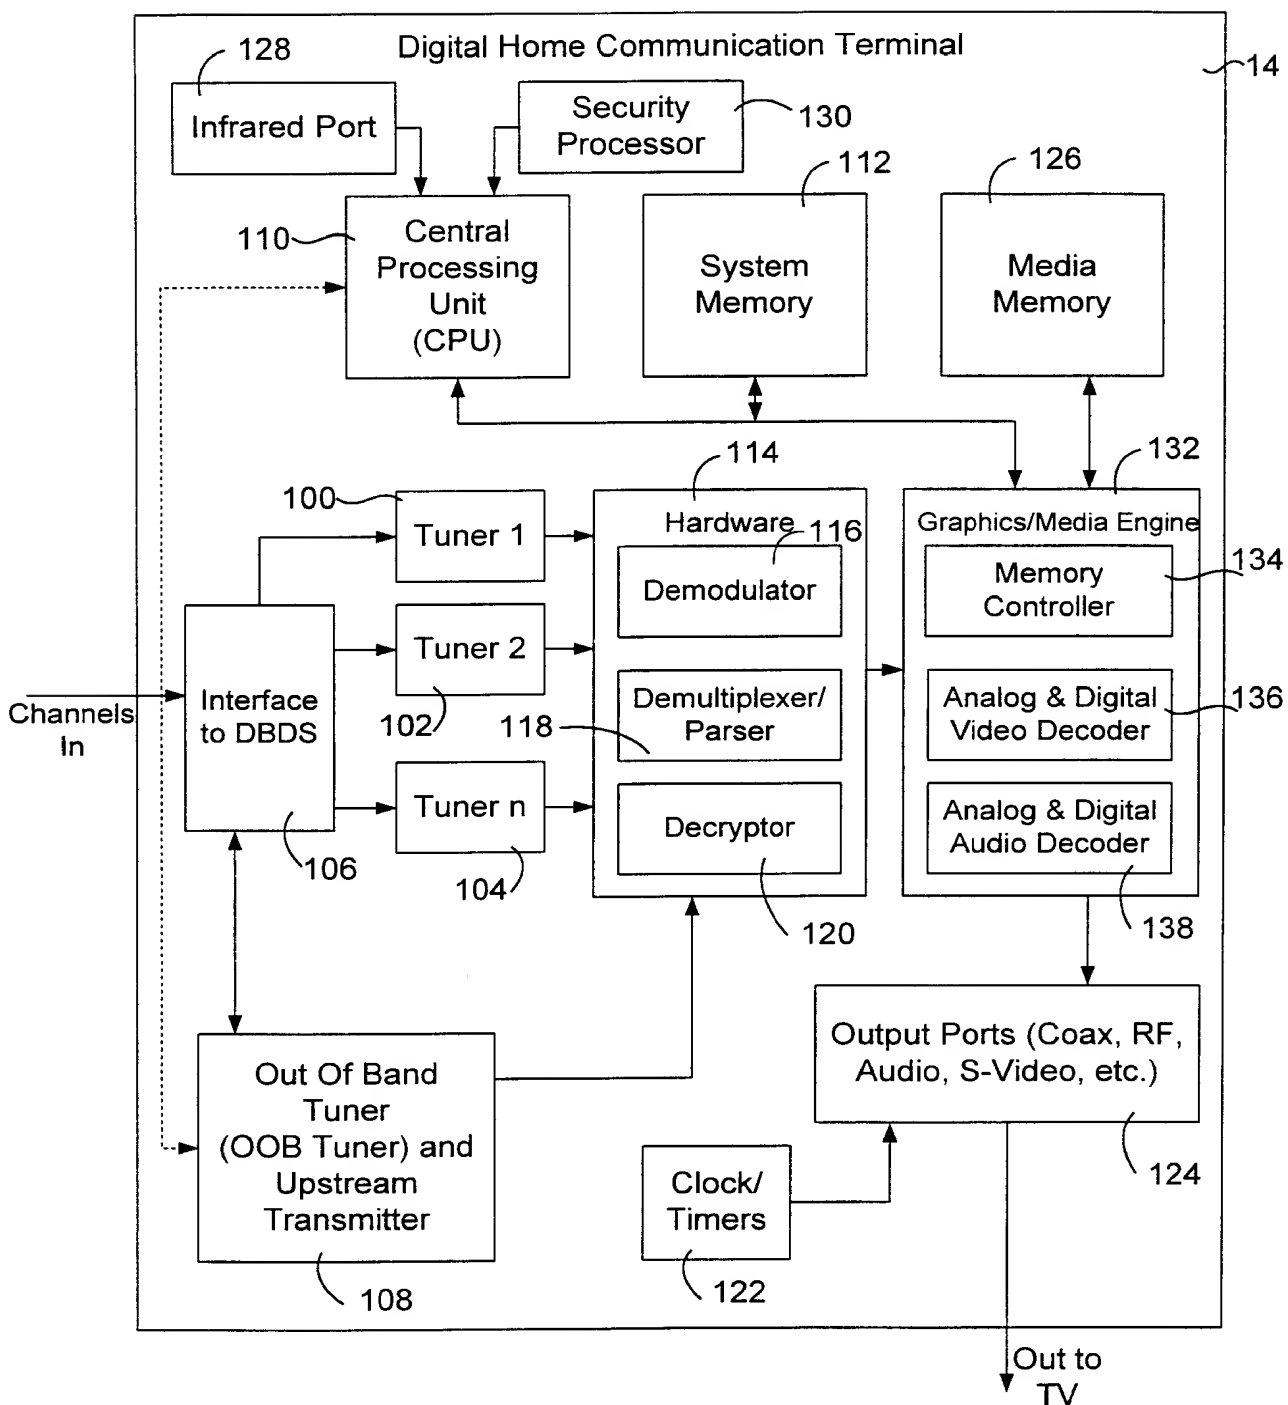 Digital Home Communication Terminal
14
128
Infrared Port
Security
Processor
130
112
126
110
Central
Processing
Unit
(CPU)
System
Memory
Media
Memory
114
132
100
Tuner 1
Hardware
116
Demodulator
Graphics/Media Engine
Memory
Controller
134
Tuner 2
102
Interface
to DBDS
Channels
In
Demultiplexer/
Parser
118
Analog & Digital
Video Decoder
136
Tuner n
104
106
Decryptor
120
Analog & Digital
Audio Decoder
138
Out Of Band
Tuner
(OOB Tuner) and
Upstream
Transmitter
108
Output Ports (Coax, RF,
Audio, S-Video, etc.)
124
Clock/
Timers
122
Out to
TV